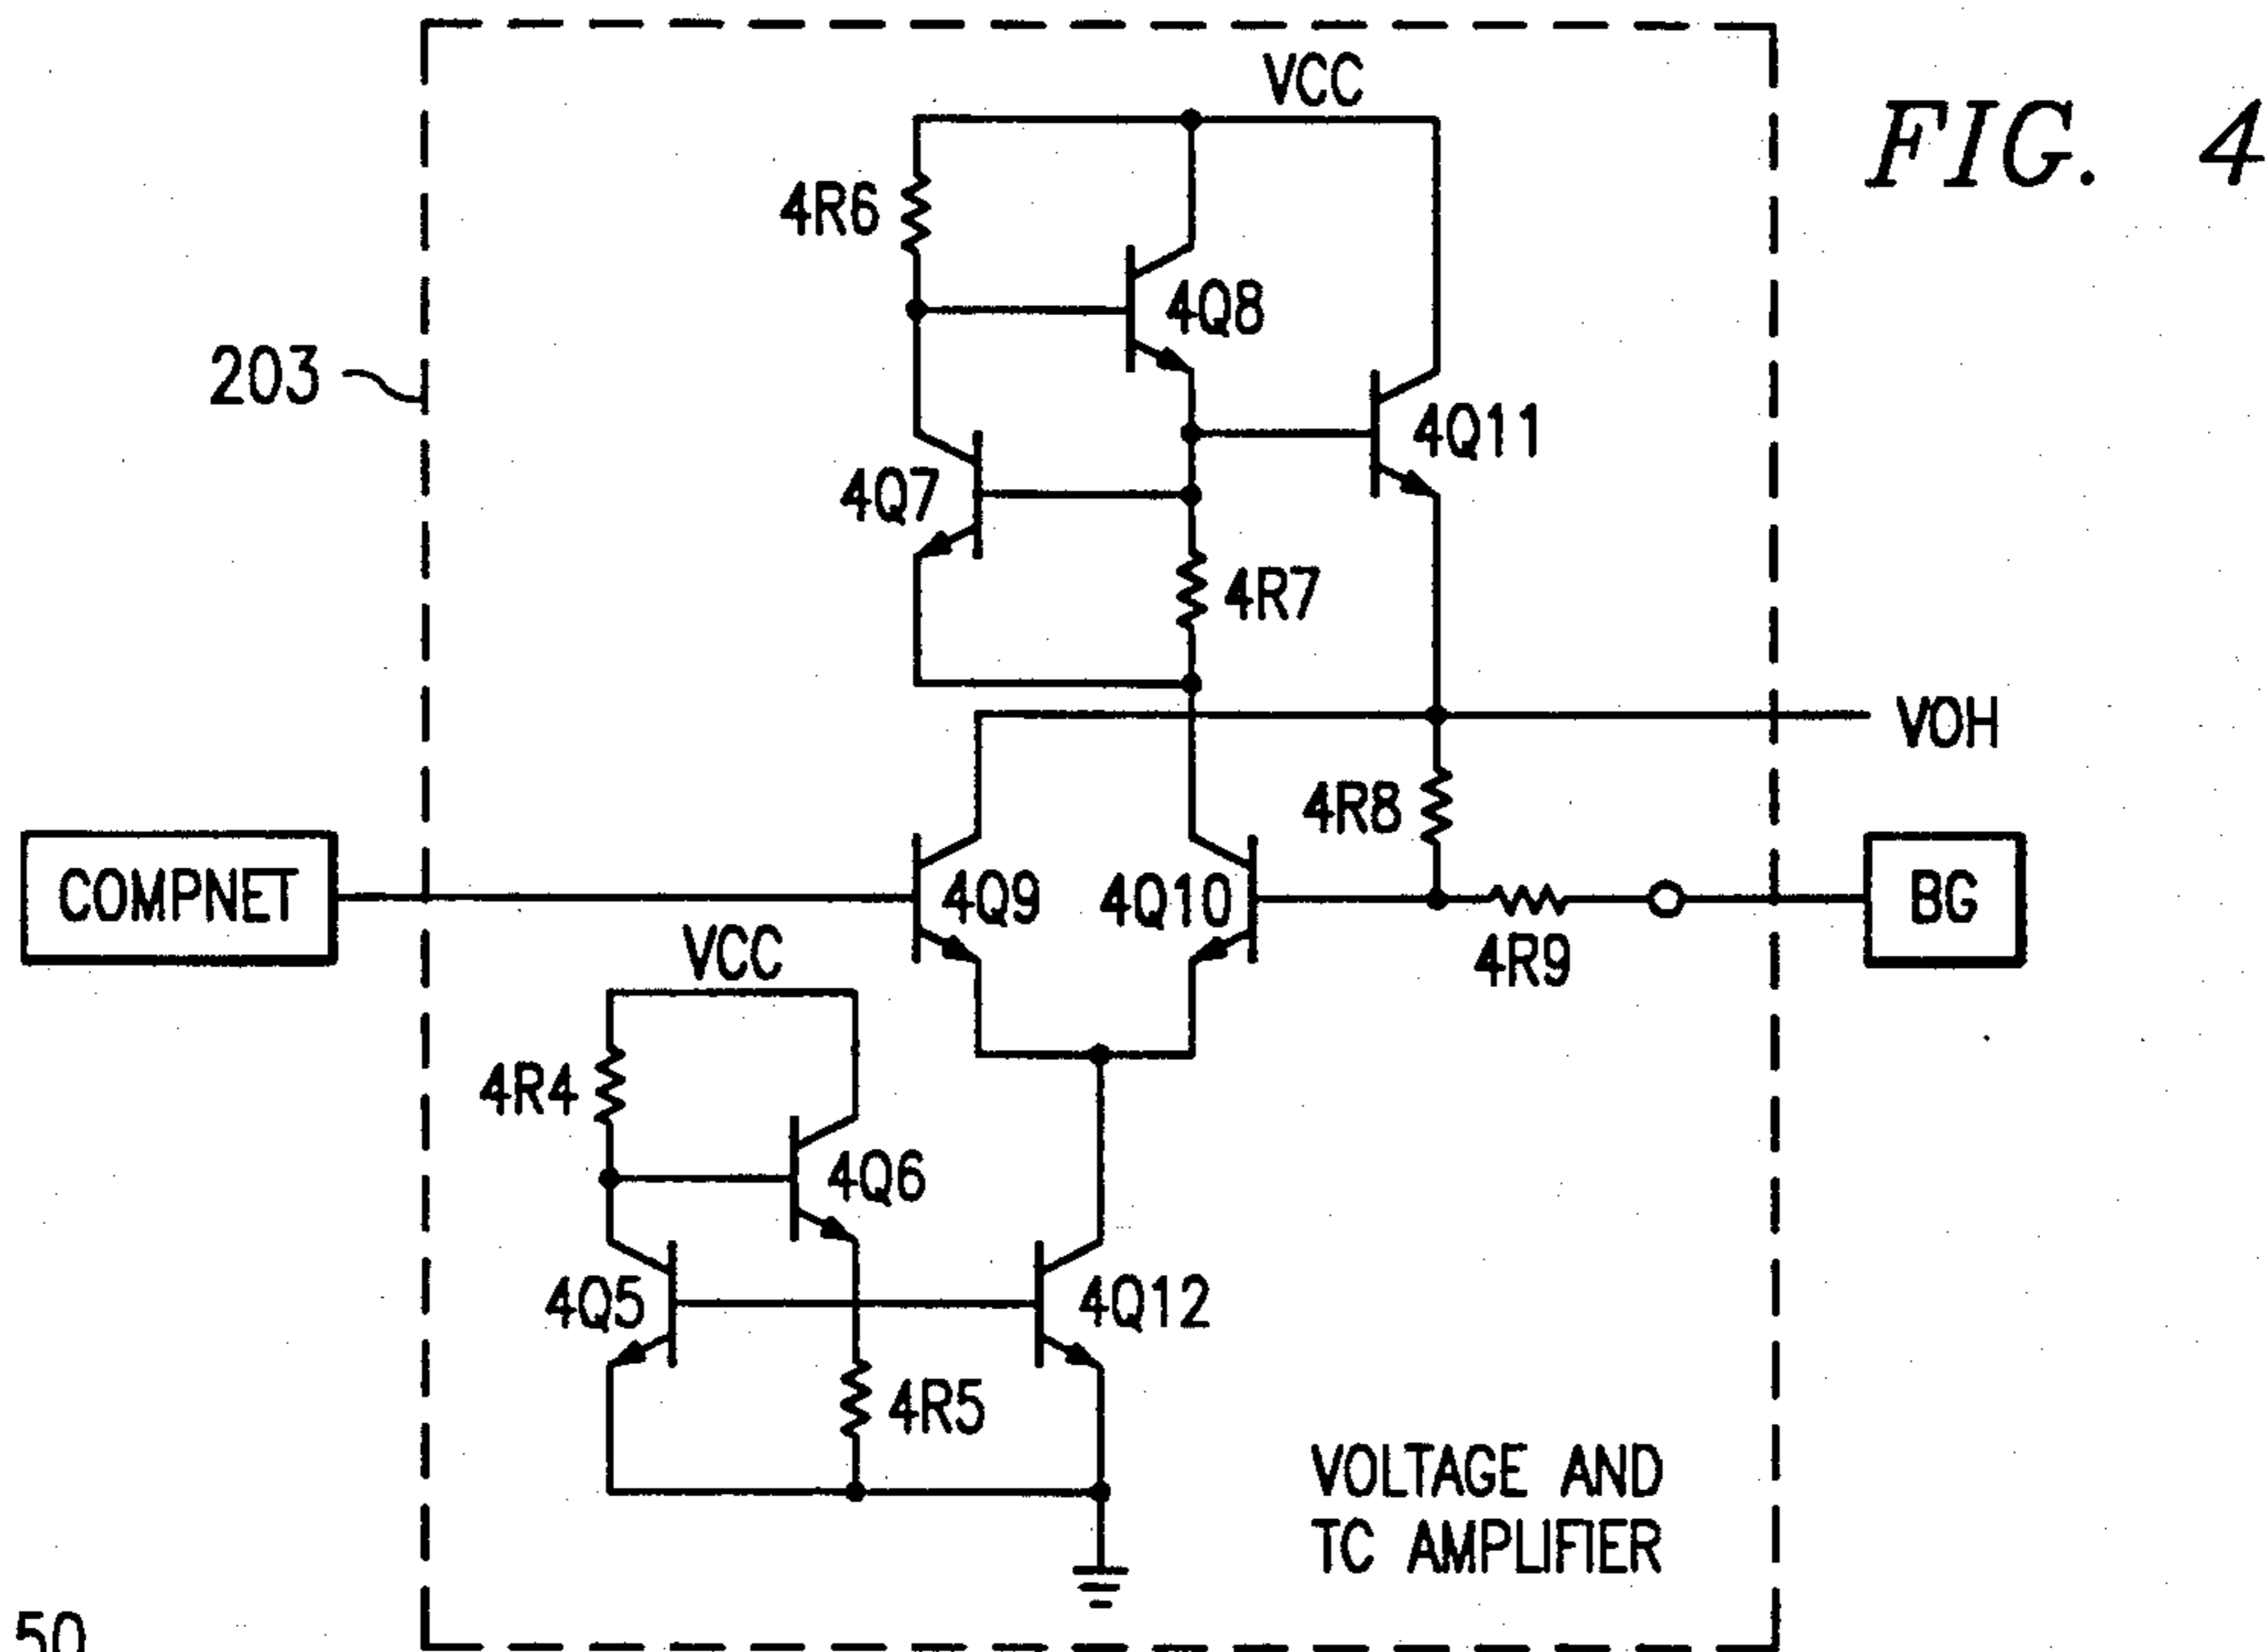 VCC
FIG. 4
4R6
4Q8
203
4Q11
4Q7
4R7
VOH
4R8
COMPNET
4Q9
4Q10
BG
VCC
4R9
4R4
4Q6
4Q5
4Q12
4R5
VOLTAGE AND
TC AMPLIFIER
50